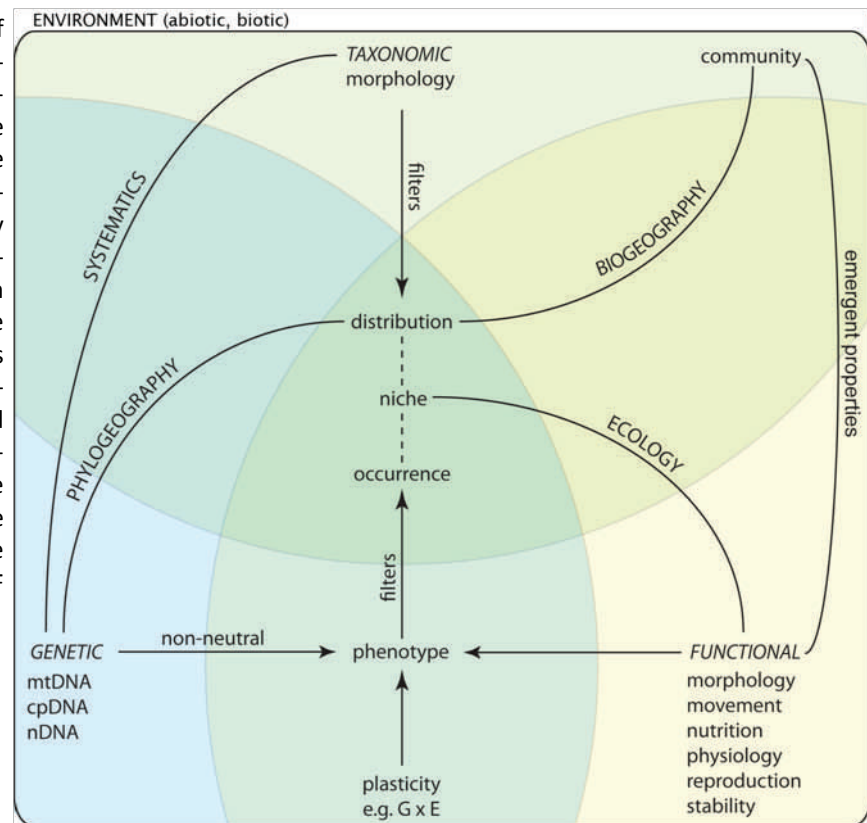 ENVIRONMENT (abiotic, biotic)
TAXONOMIC
morphology
community
filters
SYSTEMATICS
BIOGEOGRAPHY
emergent properties
distribution
PHYLOGEOGRAPHY
niche
ECOLOGY
occurrence
filters
GENETIC
mtDNA
cpDNA
nDNA
non-neutral
phenotype
FUNCTIONAL
morphology
movement
nutrition
physiology
reproduction
stability
plasticity
e.g. G x E